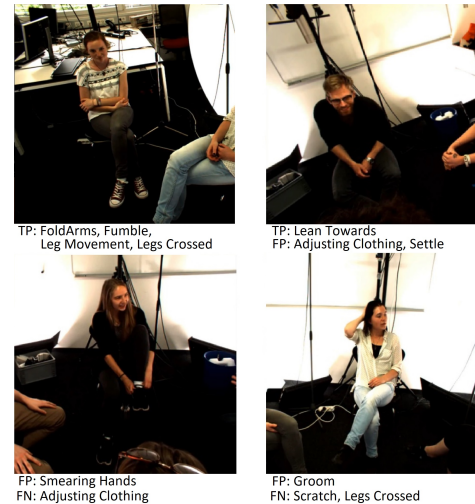 TP: FoldArms, Fumble,
Leg Movement, Legs Crossed
TP: Lean Towards
FP: Adjusting Clothing, Settle
FP: Smearing Hands
FN: Adjusting Clothing
FP: Groom
FN: Scratch, Legs Crossed